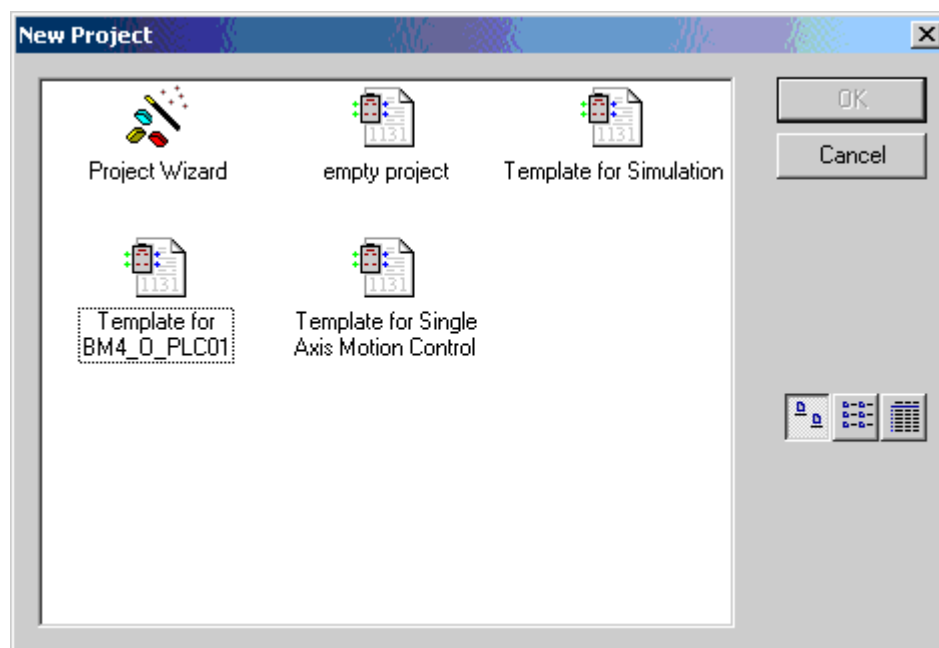 New Project
OK
Cancel
1131
1131
Project Wizard
empty project
Template for Simulation
1131
1131
Template for
BM4_O_PLC01
Template for Single
Axis Motion Control